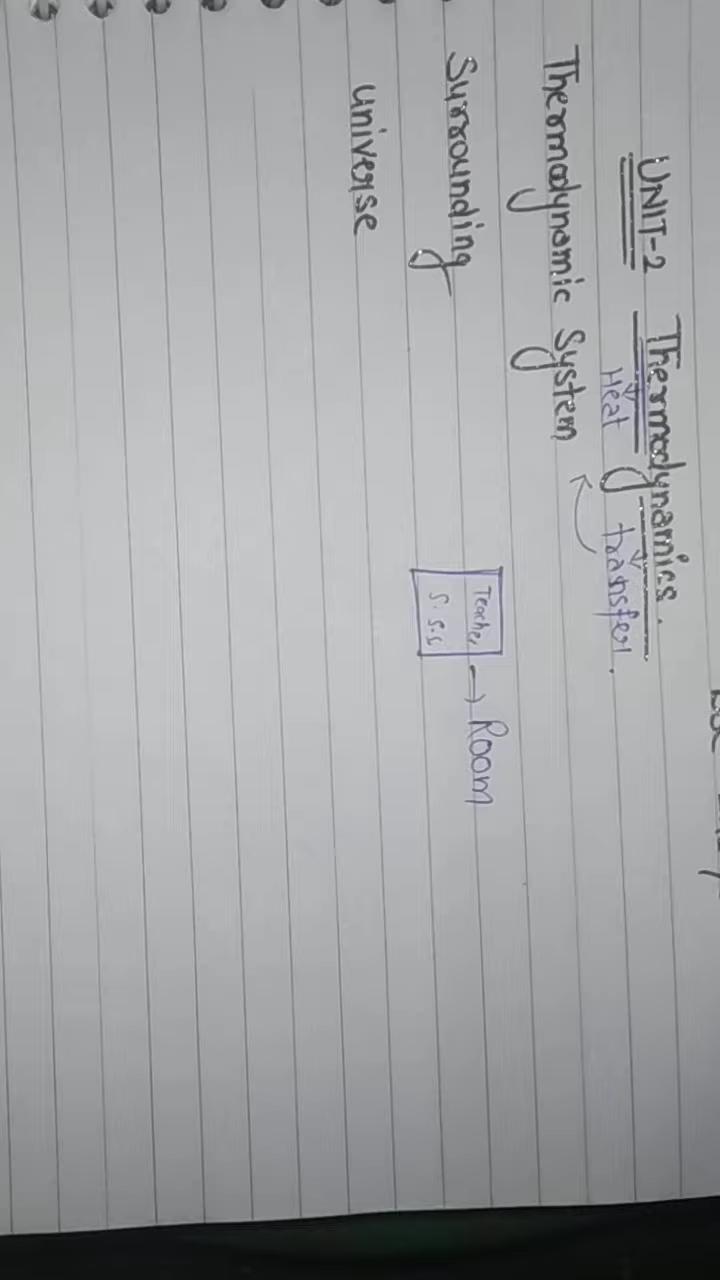 UNIT-2 Thermodynamics.
Heat transfer.
Thermodynamic System
Surrounding
Teacher
S. S. S
→ Room
universe